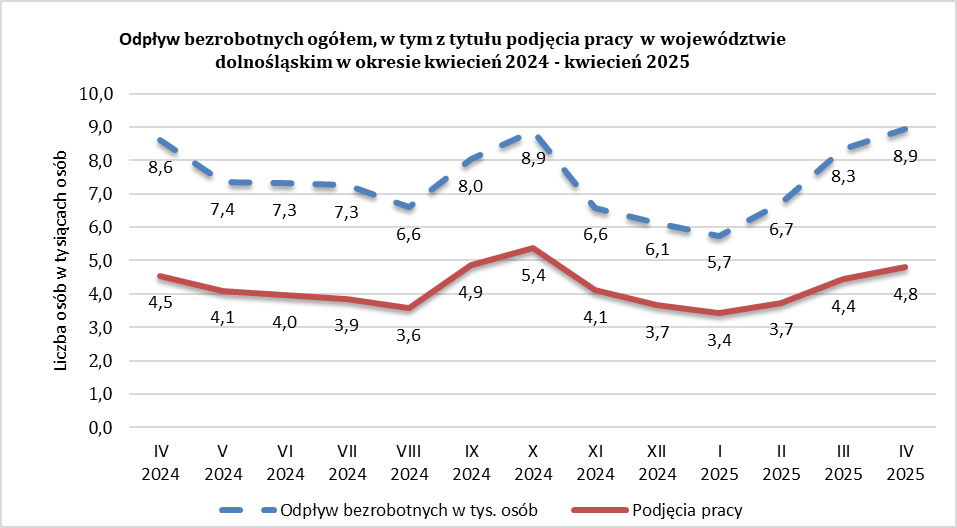 Odpływ bezrobotnych ogółem, w tym z tytułu podjęcia pracy w województwie
dolnośląskim w okresie kwiecień 2024 - kwiecień 2025
Liczba osób w tysiącach osób
10,0
9,0
8,0
7,0
6,0
5,0
4,0
3,0
2,0
1,0
0,0
8,6 7,4 7,3 7,3 6,6 8,0 8,9 6,6 6,1 5,7 6,7 8,3 8,9
4,5 4,1 4,0 3,9 3,6 4,9 5,4 4,1 3,7 3,4 3,7 4,4 4,8
IV V VI VII VIII IX X XI XII I II III IV
2024 2024 2024 2024 2024 2024 2024 2024 2024 2025 2025 2025 2025
Odpływ bezrobotnych w tys. osób Podjęcia pracy